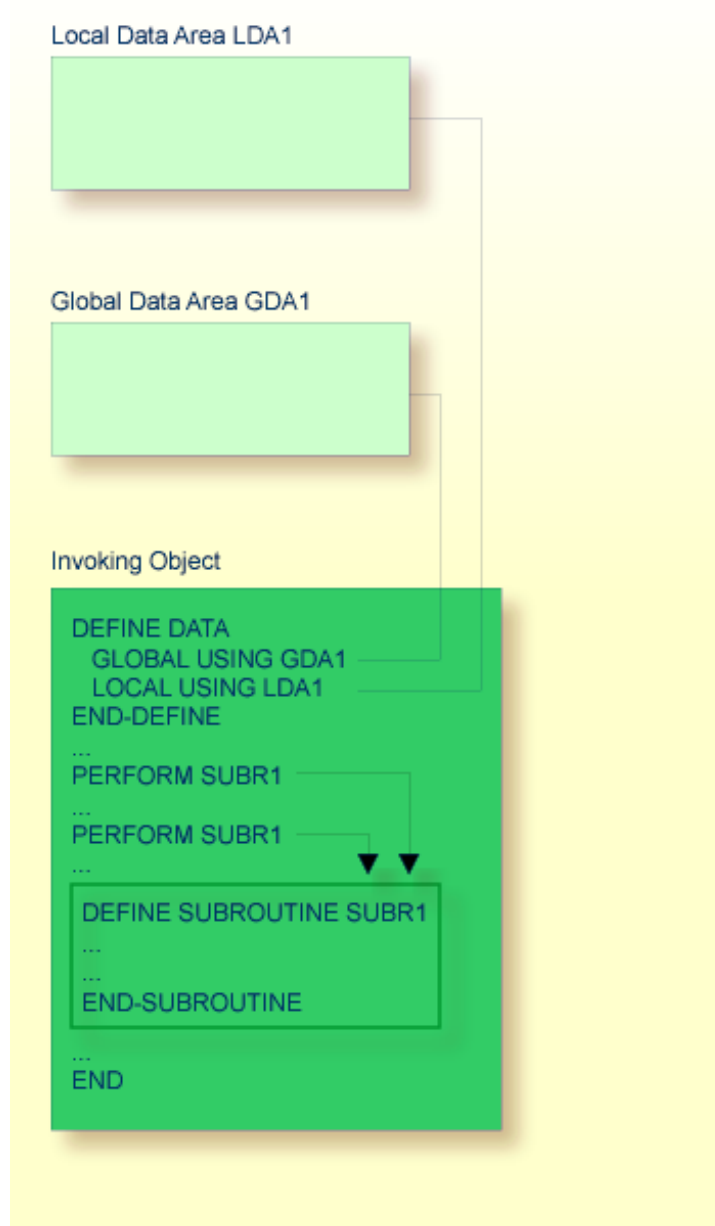 Local Data Area LDA1
Global Data Area GDA1
Invoking Object
DEFINE DATA
GLOBAL USING GDA1
LOCAL USING LDA1
END-DEFINE
...
PERFORM SUBR1
...
PERFORM SUBR1
...
DEFINE SUBROUTINE SUBR1
...
...
END-SUBROUTINE
...
END